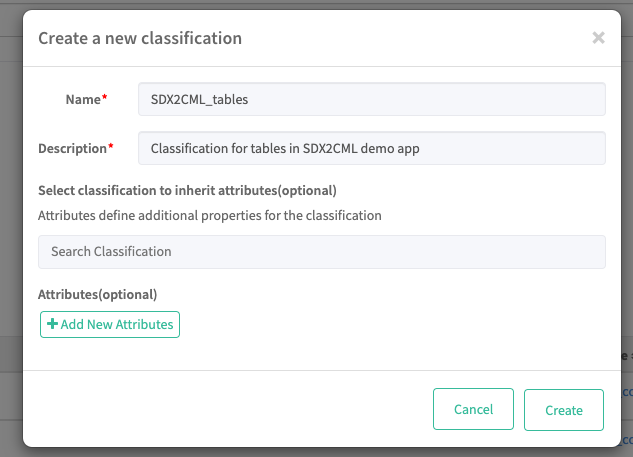 Create a new classification ×
Name* SDX2CML_tables
Description* Classification for tables in SDX2CML demo app
Select classification to inherit attributes(optional)
Attributes define additional properties for the classification
Search Classification
Attributes(optional)
+ Add New Attributes
Cancel Create